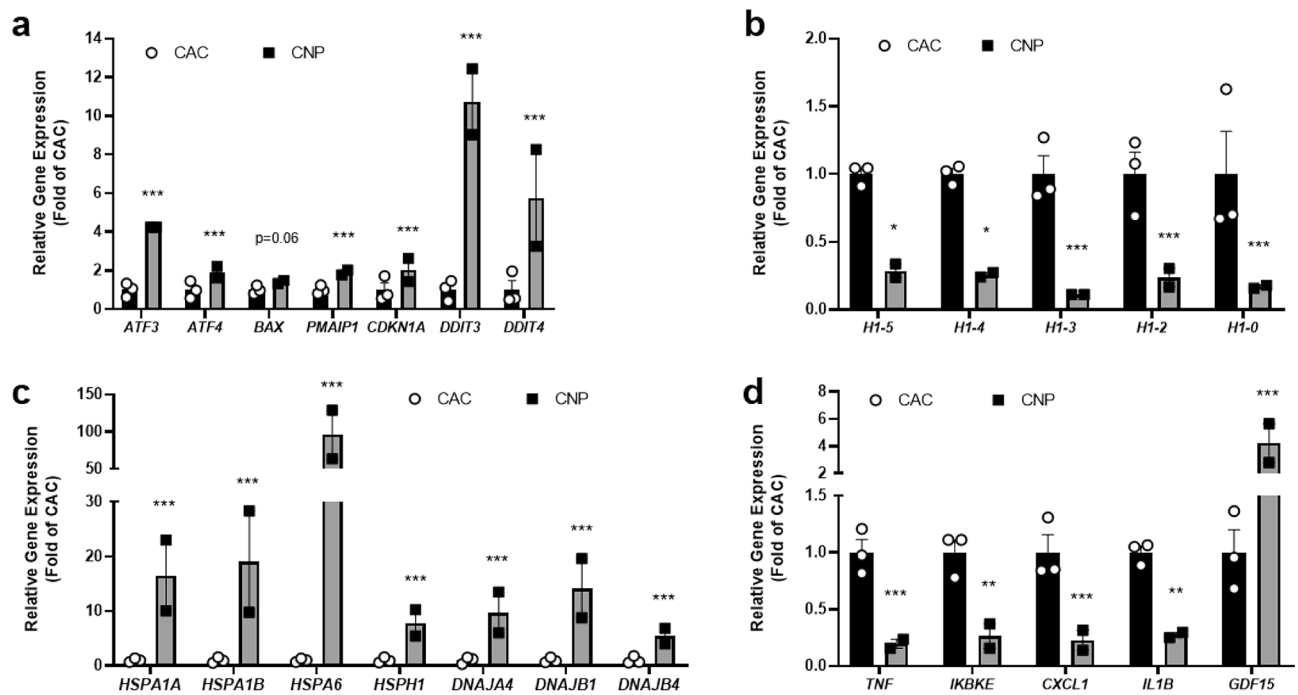 a
14
12
10
8
6
4
2
0
Relative Gene Expression
(Fold of CAC)
CAC
CNP
***
***
p=0.06
***
***
***
***
ATF3
ATF4
BAX
PMAIP1
CDKN1A
DDIT3
DDIT4
b
2.0
1.5
1.0
0.5
0.0
Relative Gene Expression
(Fold of CAC)
CAC
CNP
*
*
***
***
***
H1-5
H1-4
H1-3
H1-2
H1-0
c
150
100
50
30
20
10
0
Relative Gene Expression
(Fold of CAC)
CAC
CNP
***
***
***
***
***
***
***
HSPA1A
HSPA1B
HSPA6
HSPH1
DNAJA4
DNAJB1
DNAJB4
d
8
6
4
2
1.5
1.0
0.5
0.0
Relative Gene Expression
(Fold of CAC)
CAC
CNP
***
**
***
**
***
TNF
IKBKE
CXCL1
IL1B
GDF15